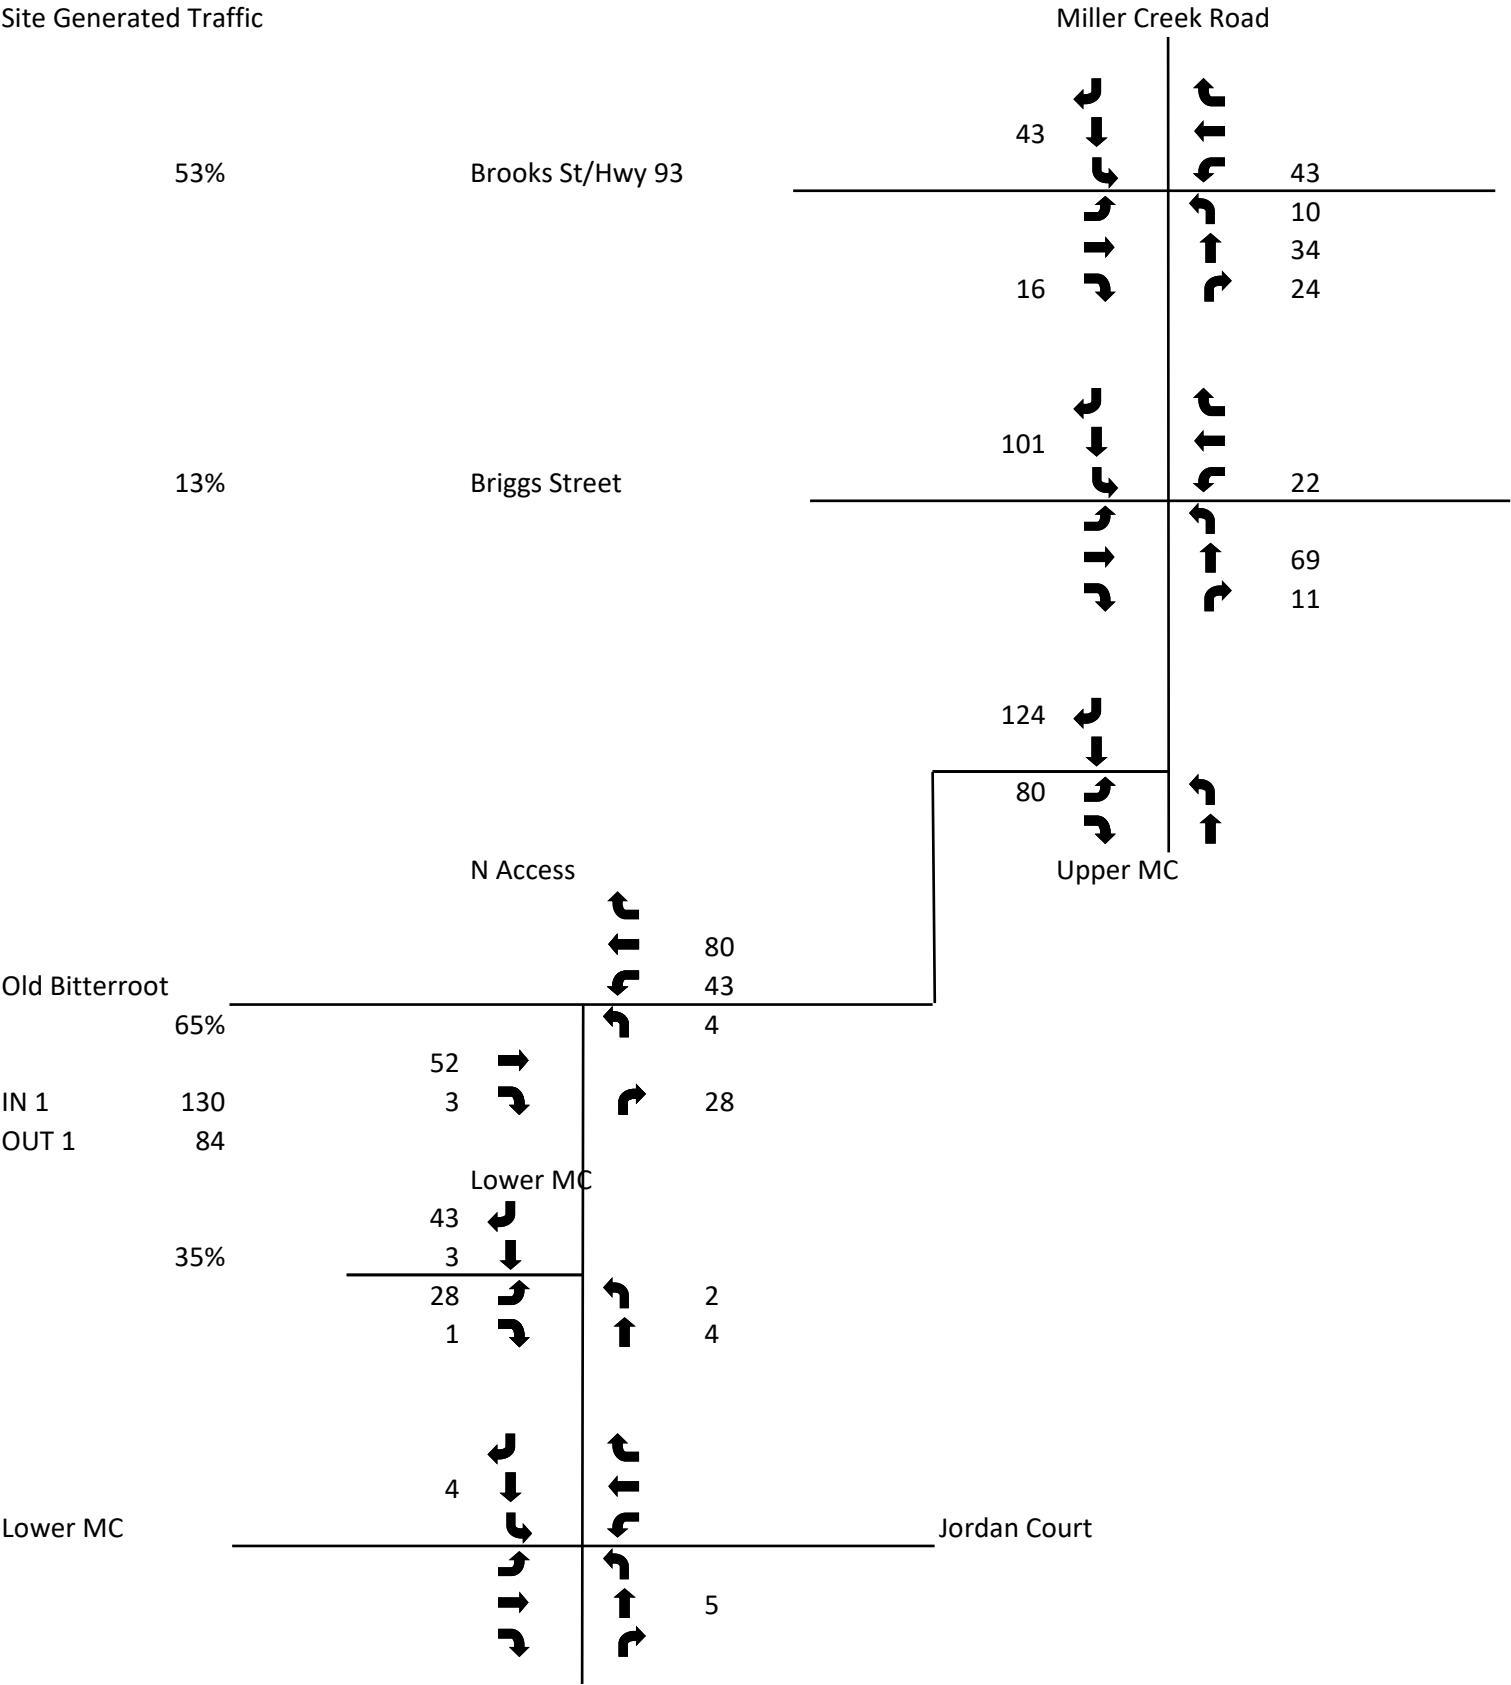 Site Generated Traffic Miller Creek Road
43
53% Brooks St/Hwy 93 43
10
34
16 24
101
13% Briggs Street 22
69
11
124
80
N Access Upper MC
80
Old Bitterroot 43
65% 4
52
IN 1 130 3 28
OUT 1 84
Lower MC
43
35% 3
28 2
1 4
4
Lower MC Jordan Court
5